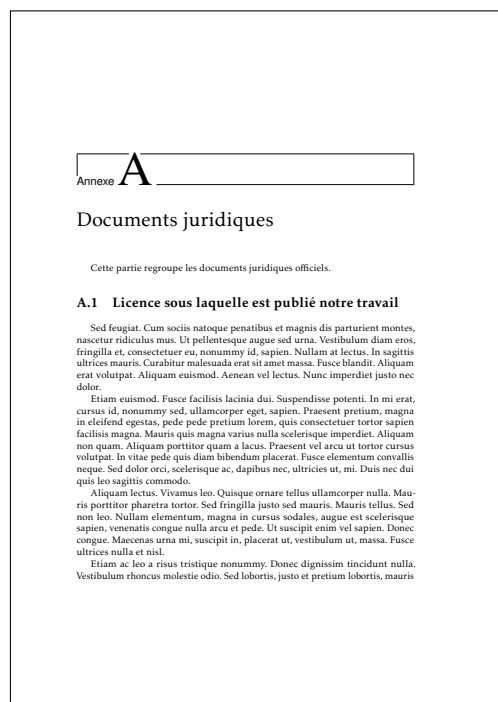 Annexe A
Documents juridiques
Cette partie regroupe les documents juridiques officiels.
A.1 Licence sous laquelle est publié notre travail
Sed feugiat. Cum sociis natoque penatibus et magnis dis parturient montes,
nascetur ridiculus mus. Ut pellentesque augue sed urna. Vestibulum diam eros,
fringilla et, consectetuer eu, nonummy id, sapien. Nullam at lectus. In sagittis
ultrices mauris. Curabitur malesuada erat sit amet massa. Fusce blandit. Aliquam
erat volutpat. Aliquam euismod. Aenean vel lectus. Nunc imperdiet justo nec
dolor.
Etiam euismod. Fusce facilisis lacinia dui. Suspendisse potenti. In mi erat,
cursus id, nonummy sed, ullamcorper eget, sapien. Praesent pretium, magna
in eleifend egestas, pede pede pretium lorem, quis consectetuer tortor sapien
facilisis magna. Mauris quis magna varius nulla scelerisque imperdiet. Aliquam
non quam. Aliquam porttitor quam a lacus. Praesent vel arcu ut tortor cursus
volutpat. In vitae pede quis diam bibendum placerat. Fusce elementum convallis
neque. Sed dolor orci, scelerisque ac, dapibus nec, ultricies ut, mi. Duis nec dui
quis leo sagittis commodo.
Aliquam lectus. Vivamus leo. Quisque ornare tellus ullamcorper nulla. Mau-
ris porttitor pharetra tortor. Sed fringilla justo sed mauris. Mauris tellus. Sed
non leo. Nullam elementum, magna in cursus sodales, augue est scelerisque
sapien, venenatis congue nulla arcu et pede. Ut suscipit enim vel sapien. Donec
congue. Maecenas urna mi, suscipit in, placerat ut, vestibulum ut, massa. Fusce
ultrices nulla et nisl.
Etiam ac leo a risus tristique nonummy. Donec dignissim tincidunt nulla.
Vestibulum rhoncus molestie odio. Sed lobortis, justo et pretium lobortis, mauris